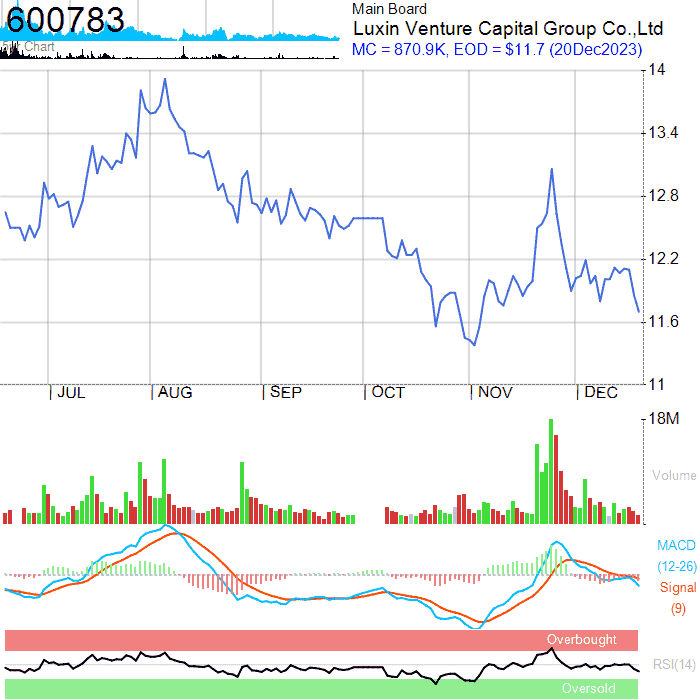 600783
Main Board
Luxin Venture Capital Group Co.,Ltd
MC = 870.9K, EOD = $11.7 (20Dec2023)
Chart
14
13.4
12.8
12.2
11.6
11
JUL AUG SEP OCT NOV DEC
18M
Volume
MACD
(12-26)
Signal
(9)
Overbought
RSI(14)
Oversold